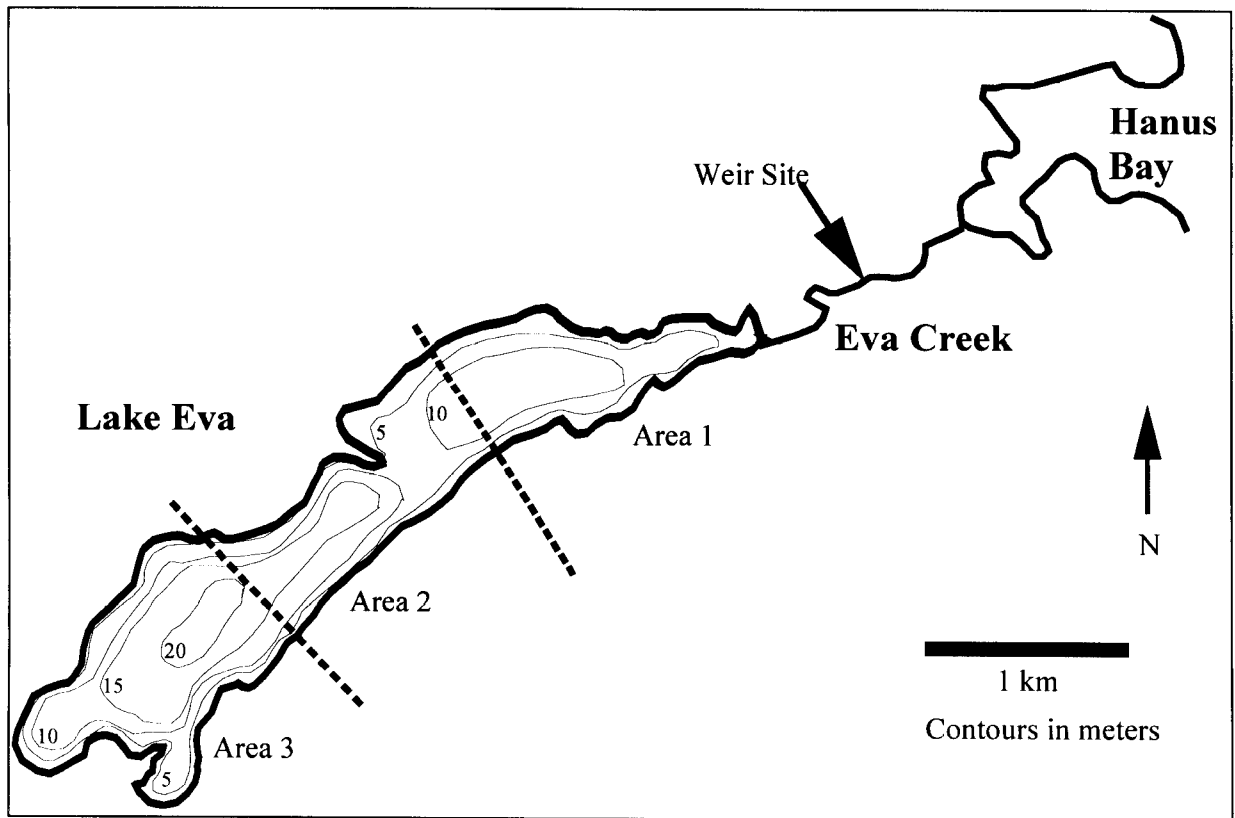 Hanus
Bay
Weir Site
Eva Creek
Lake Eva
10
5
Area 1
N
Area 2
20
15
1 km
10
Area 3
Contours in meters
5